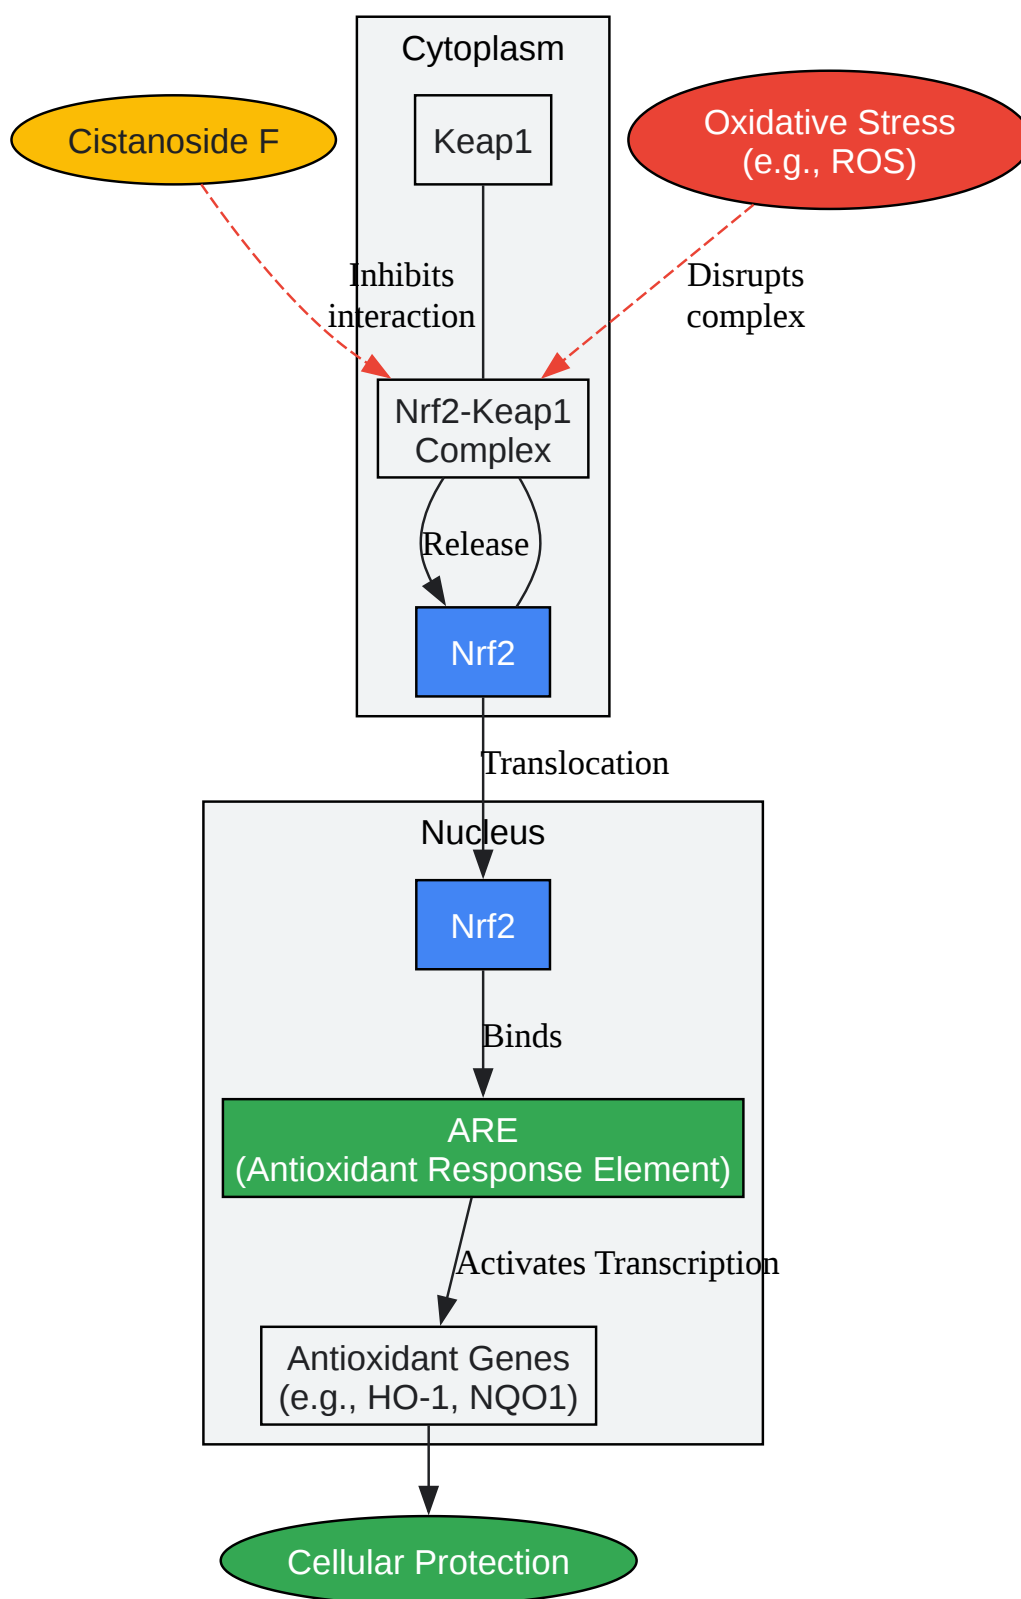 Cytoplasm
Cistanoside F
Keap1
Oxidative Stress
(e.g., ROS)
Inhibits
interaction
Disrupts
complex
Nrf2-Keap1
Complex
Release
Nrf2
Translocation
Nucleus
Nrf2
Binds
ARE
(Antioxidant Response Element)
Activates Transcription
Antioxidant Genes
(e.g., HO-1, NQO1)
Cellular Protection